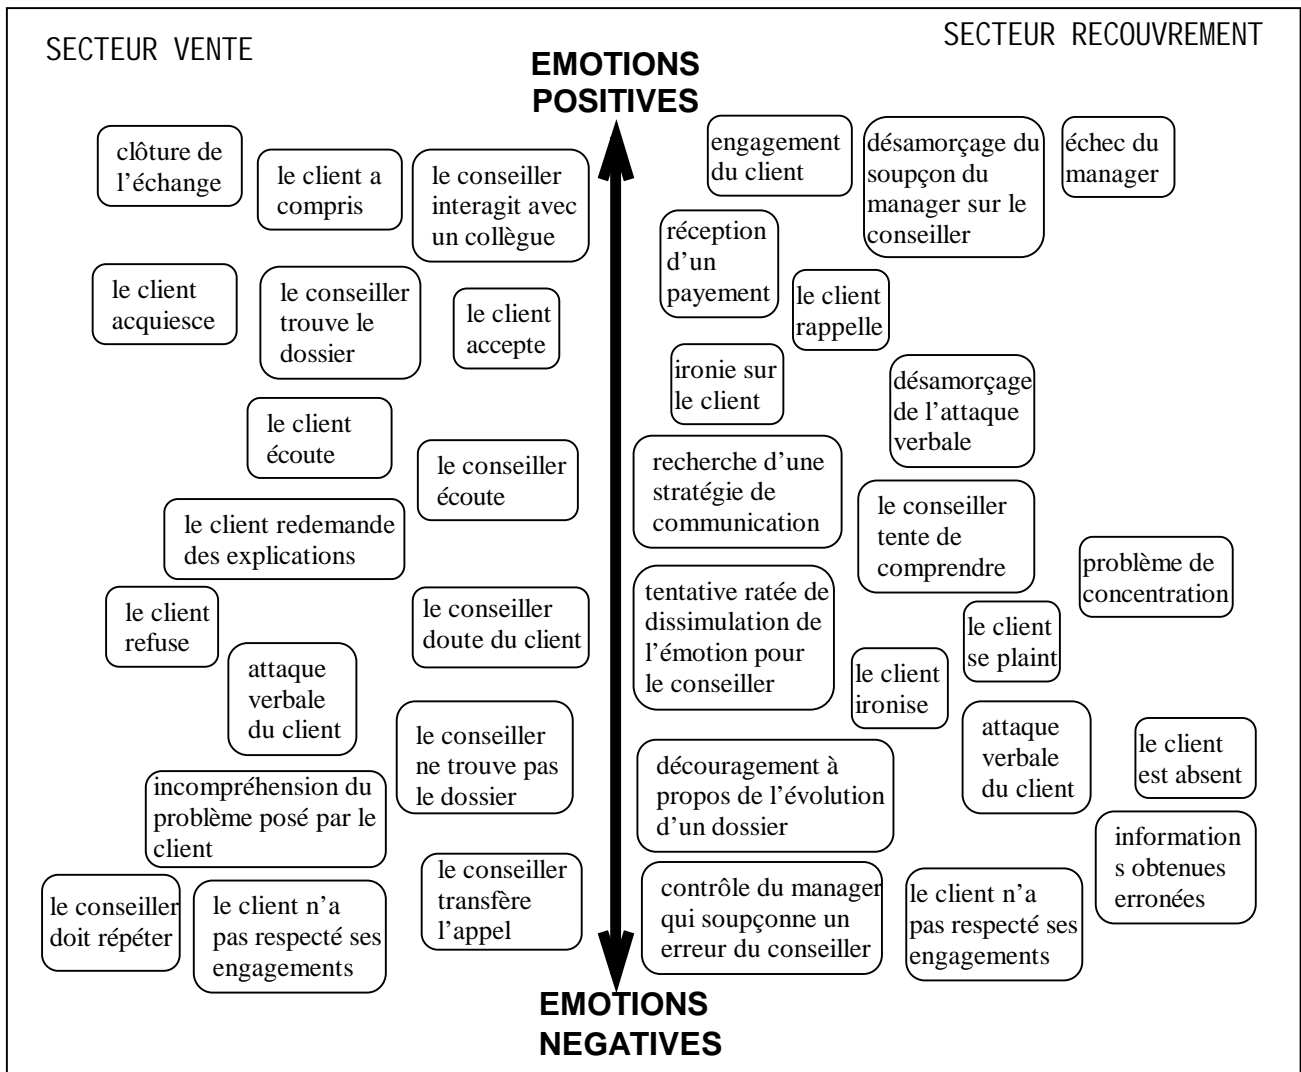 SECTEUR VENTE
SECTEUR RECOUVREMENT
EMOTIONS
POSITIVES
clôture de
l’échange
le client a
compris
le conseiller
interagit avec
un collègue
le client
acquiesce
le conseiller
trouve le
dossier
le client
accepte
le client
écoute
le conseiller
écoute
le client redemande
des explications
le client
refuse
le conseiller
doute du client
attaque
verbale
du client
le conseiller
ne trouve pas
le dossier
incompréhension du
problème posé par le
client
le conseiller
transfère
l’appel
le conseiller
doit répéter
le client n’a
pas respecté ses
engagements
engagement
du client
désamorçage du
soupçon du
manager sur le
conseiller
échec du
manager
réception
d’un
payement
le client
rappelle
ironie sur
le client
désamorçage
de l’attaque
verbale
recherche d’une
stratégie de
communication
le conseiller
tente de
comprendre
problème de
concentration
tentative ratée de
dissimulation de
l’émotion pour
le conseiller
le client
se plaint
le client
ironise
attaque
verbale
du client
le client
est absent
découragement à
propos de l’évolution
d’un dossier
information
s obtenues
erronées
contrôle du manager
qui soupçonne un
erreur du conseiller
le client n’a
pas respecté ses
engagements
EMOTIONS
NEGATIVES